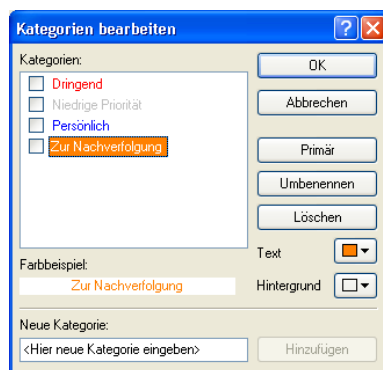 Kategorien bearbeiten
Kategorien:
Dringend
Niedrige Priorität
Persönlich
Zur Nachverfolgung
OK
Abbrechen
Primär
Umbenennen
Löschen
Text
Hintergrund
Farbbeispiel:
Zur Nachverfolgung
Neue Kategorie:
<Hier neue Kategorie eingeben>
Hinzufügen